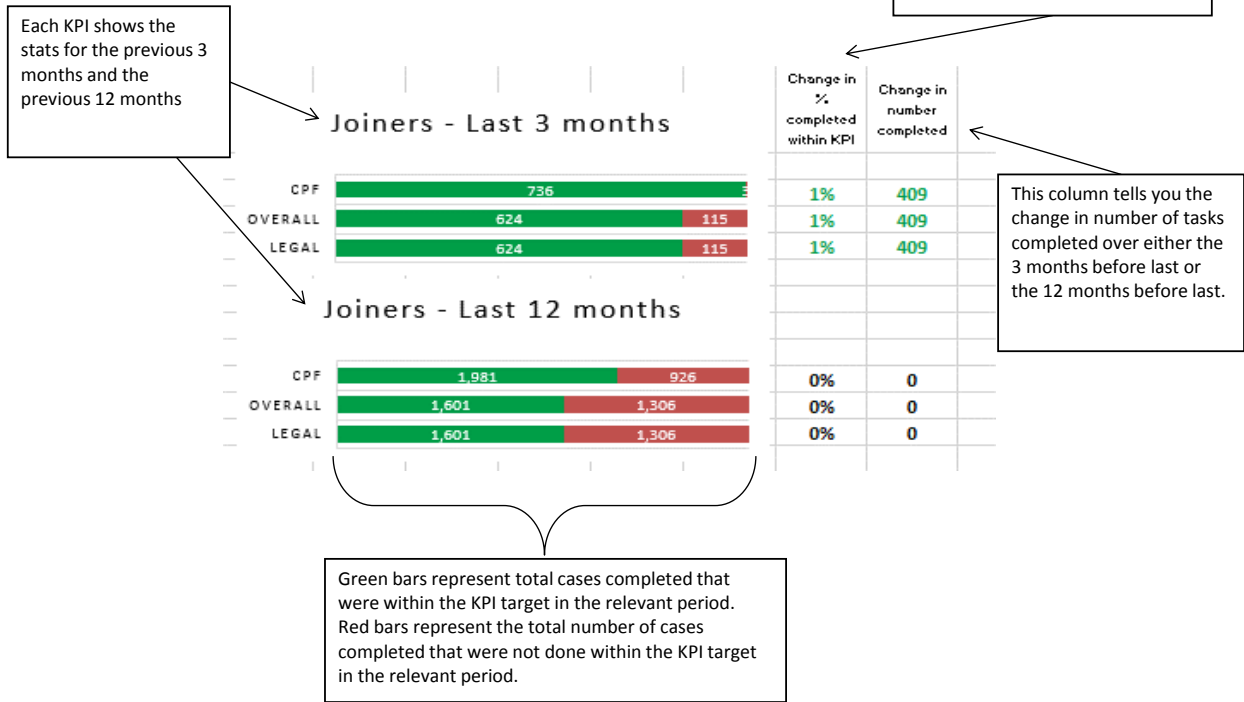 Each KPI shows the
stats for the previous 3
months and the
previous 12 months
Joiners - Last 3 months
Change in
%
completed
within KPI
Change in
number
completed
CPF 736 3 1% 409
OVERALL 624 115 1% 409
LEGAL 624 115 1% 409
This column tells you the
change in number of tasks
completed over either the
3 months before last or
the 12 months before last.
Joiners - Last 12 months
CPF 1,981 926 0% 0
OVERALL 1,601 1,306 0% 0
LEGAL 1,601 1,306 0% 0
Green bars represent total cases completed that
were within the KPI target in the relevant period.
Red bars represent the total number of cases
completed that were not done within the KPI target
in the relevant period.